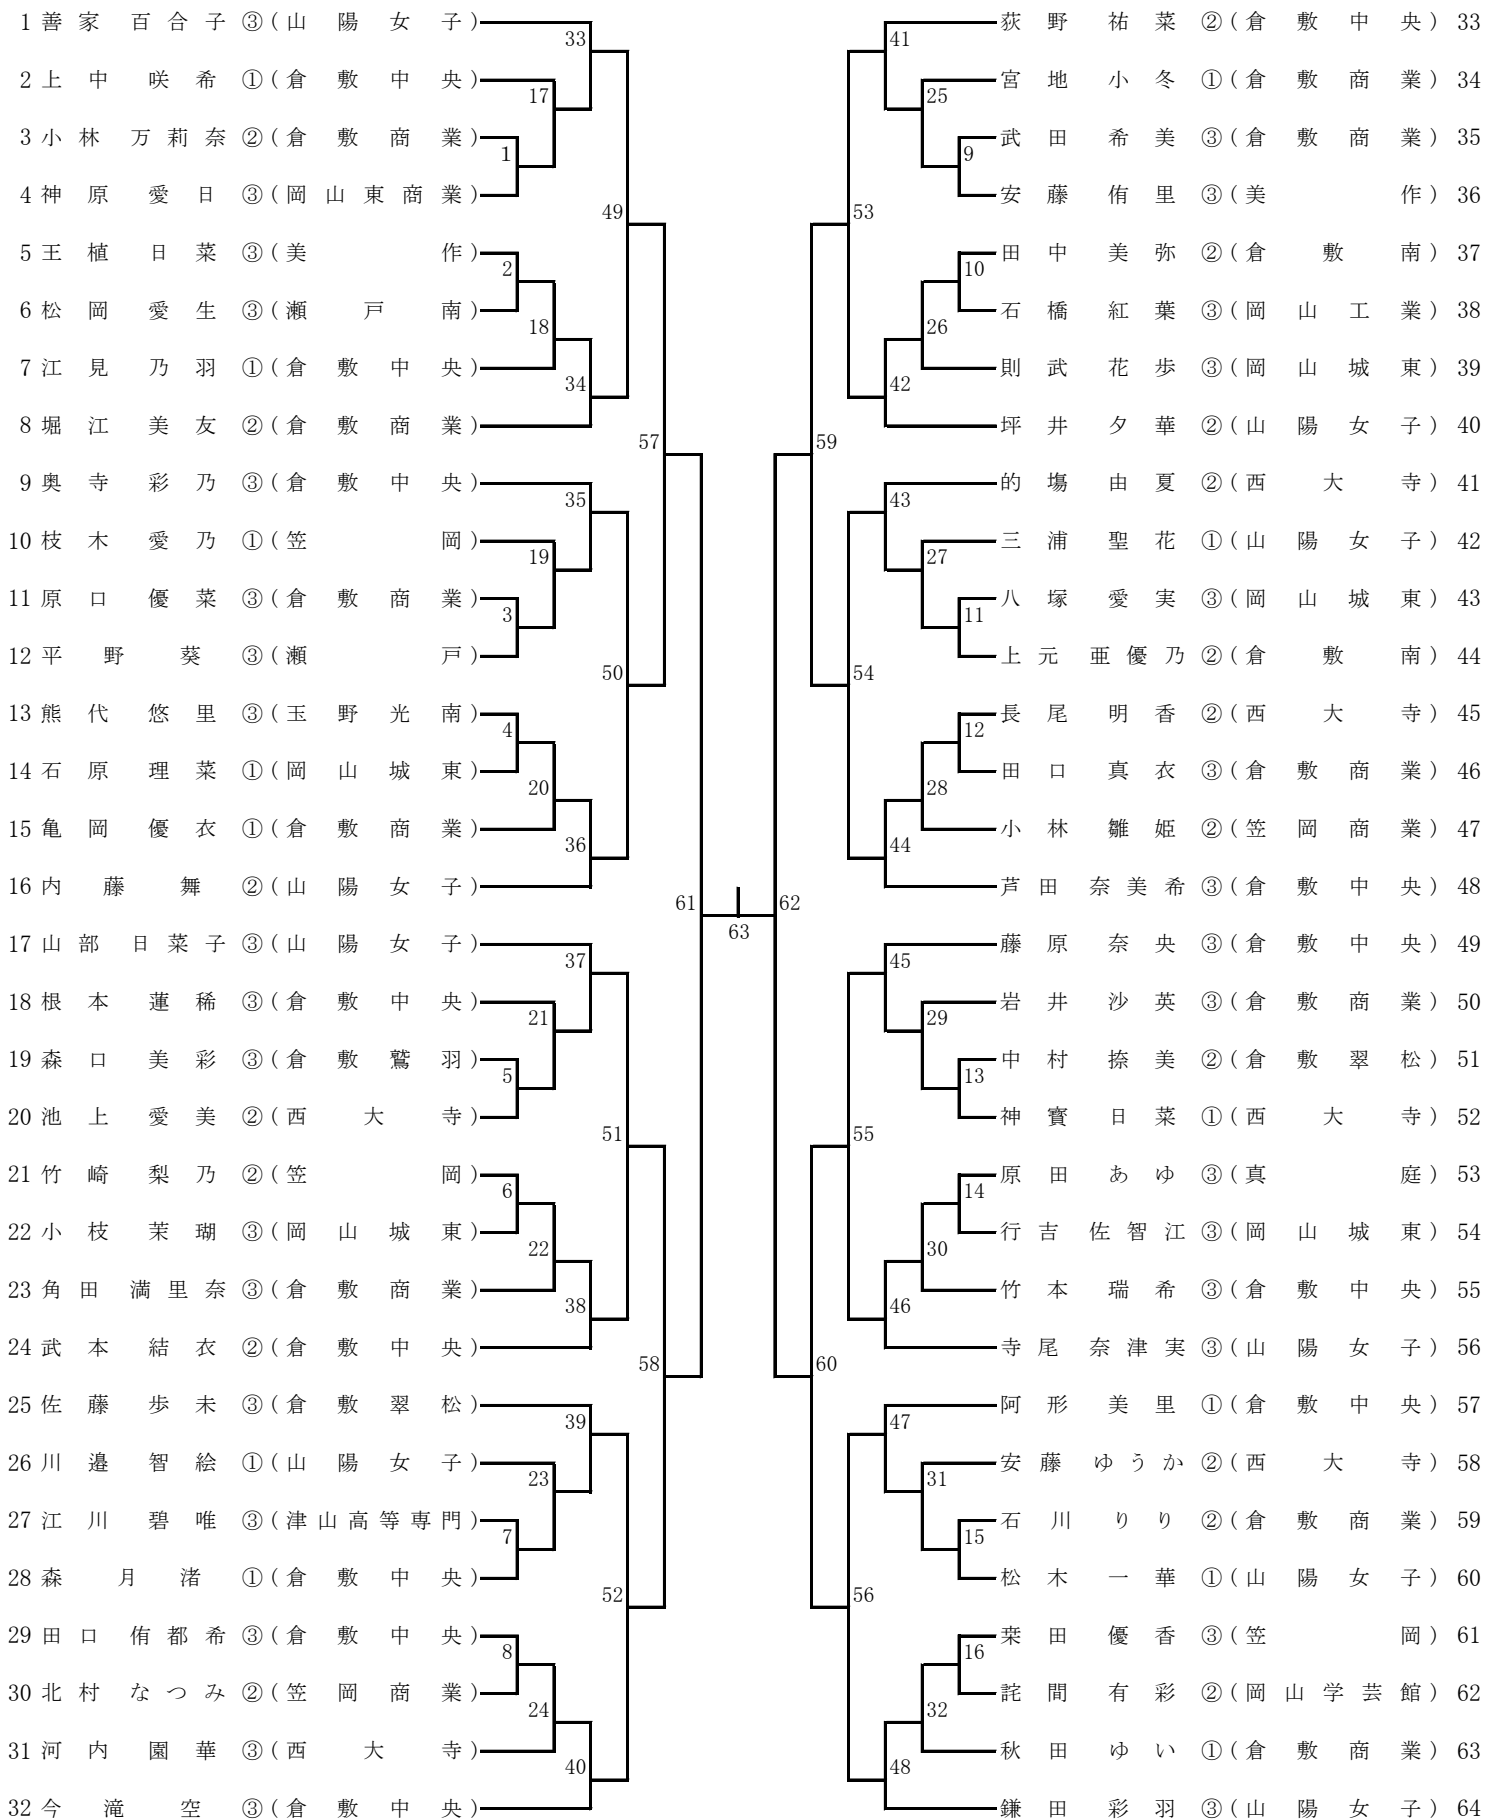 1 善家 百合子 ③(山陽女子)
2 上中 咲希 ①(倉敷中央)
3 小林 万莉奈 ②(倉敷商業)
4 神原 愛日 ③(岡山東商業)
5 王植 日菜 ③(美作)
6 松岡 愛生 ③(瀬戸南)
7 江見 乃羽 ①(倉敷中央)
8 堀江 美友 ②(倉敷商業)
9 奥寺 彩乃 ③(倉敷中央)
10 枝木 愛乃 ①(笠岡)
11 原口 優菜 ③(倉敷商業)
12 平野 葵 ③(瀬戸)
13 熊代 悠里 ③(玉野光南)
14 石原 理菜 ①(岡山城東)
15 亀岡 優衣 ①(倉敷商業)
16 内藤 舞 ②(山陽女子)
17 山部 日菜子 ③(山陽女子)
18 根本 蓮稀 ③(倉敷中央)
19 森口 美彩 ③(倉敷鷲羽)
20 池上 愛美 ②(西大寺)
21 竹崎 梨乃 ②(笠岡)
22 小枝 茉瑚 ③(岡山城東)
23 角田 満里奈 ③(倉敷商業)
24 武本 結衣 ②(倉敷中央)
25 佐藤 歩未 ③(倉敷翠松)
26 川邉 智絵 ①(山陽女子)
27 江川 碧唯 ③(津山高等専門)
28 森 月渚 ①(倉敷中央)
29 田口 侑都希 ③(倉敷中央)
30 北村 なつみ ②(笠岡商業)
31 河内 園華 ③(西大寺)
32 今滝 空 ③(倉敷中央)
33
17
1
49
2
18
34
57
35
19
3
50
4
20
36
61
37
21
5
51
6
22
38
58
39
23
7
52
8
24
40
63
62
41
25
9
53
10
26
42
59
43
27
11
54
12
28
44
45
29
13
55
14
30
46
60
47
31
15
56
16
32
48
荻野 祐菜 ②(倉敷中央) 33
宮地 小冬 ①(倉敷商業) 34
武田 希美 ③(倉敷商業) 35
安藤 侑里 ③(美作) 36
田中 美弥 ②(倉敷南) 37
石橋 紅葉 ③(岡山工業) 38
則武 花歩 ③(岡山城東) 39
坪井 夕華 ②(山陽女子) 40
的塲 由夏 ②(西大寺) 41
三浦 聖花 ①(山陽女子) 42
八塚 愛実 ③(岡山城東) 43
上元 亜優乃 ②(倉敷南) 44
長尾 明香 ②(西大寺) 45
田口 真衣 ③(倉敷商業) 46
小林 雛姫 ②(笠岡商業) 47
芦田 奈美希 ③(倉敷中央) 48
藤原 奈央 ③(倉敷中央) 49
岩井 沙英 ③(倉敷商業) 50
中村 捺美 ②(倉敷翠松) 51
神寳 日菜 ①(西大寺) 52
原田 あゆ ③(真庭) 53
行吉 佐智江 ③(岡山城東) 54
竹本 瑞希 ③(倉敷中央) 55
寺尾 奈津実 ③(山陽女子) 56
阿形 美里 ①(倉敷中央) 57
安藤 ゆうか ②(西大寺) 58
石川 りり ②(倉敷商業) 59
松木 一華 ①(山陽女子) 60
桒田 優香 ③(笠岡) 61
詫間 有彩 ②(岡山学芸館) 62
秋田 ゆい ①(倉敷商業) 63
鎌田 彩羽 ③(山陽女子) 64